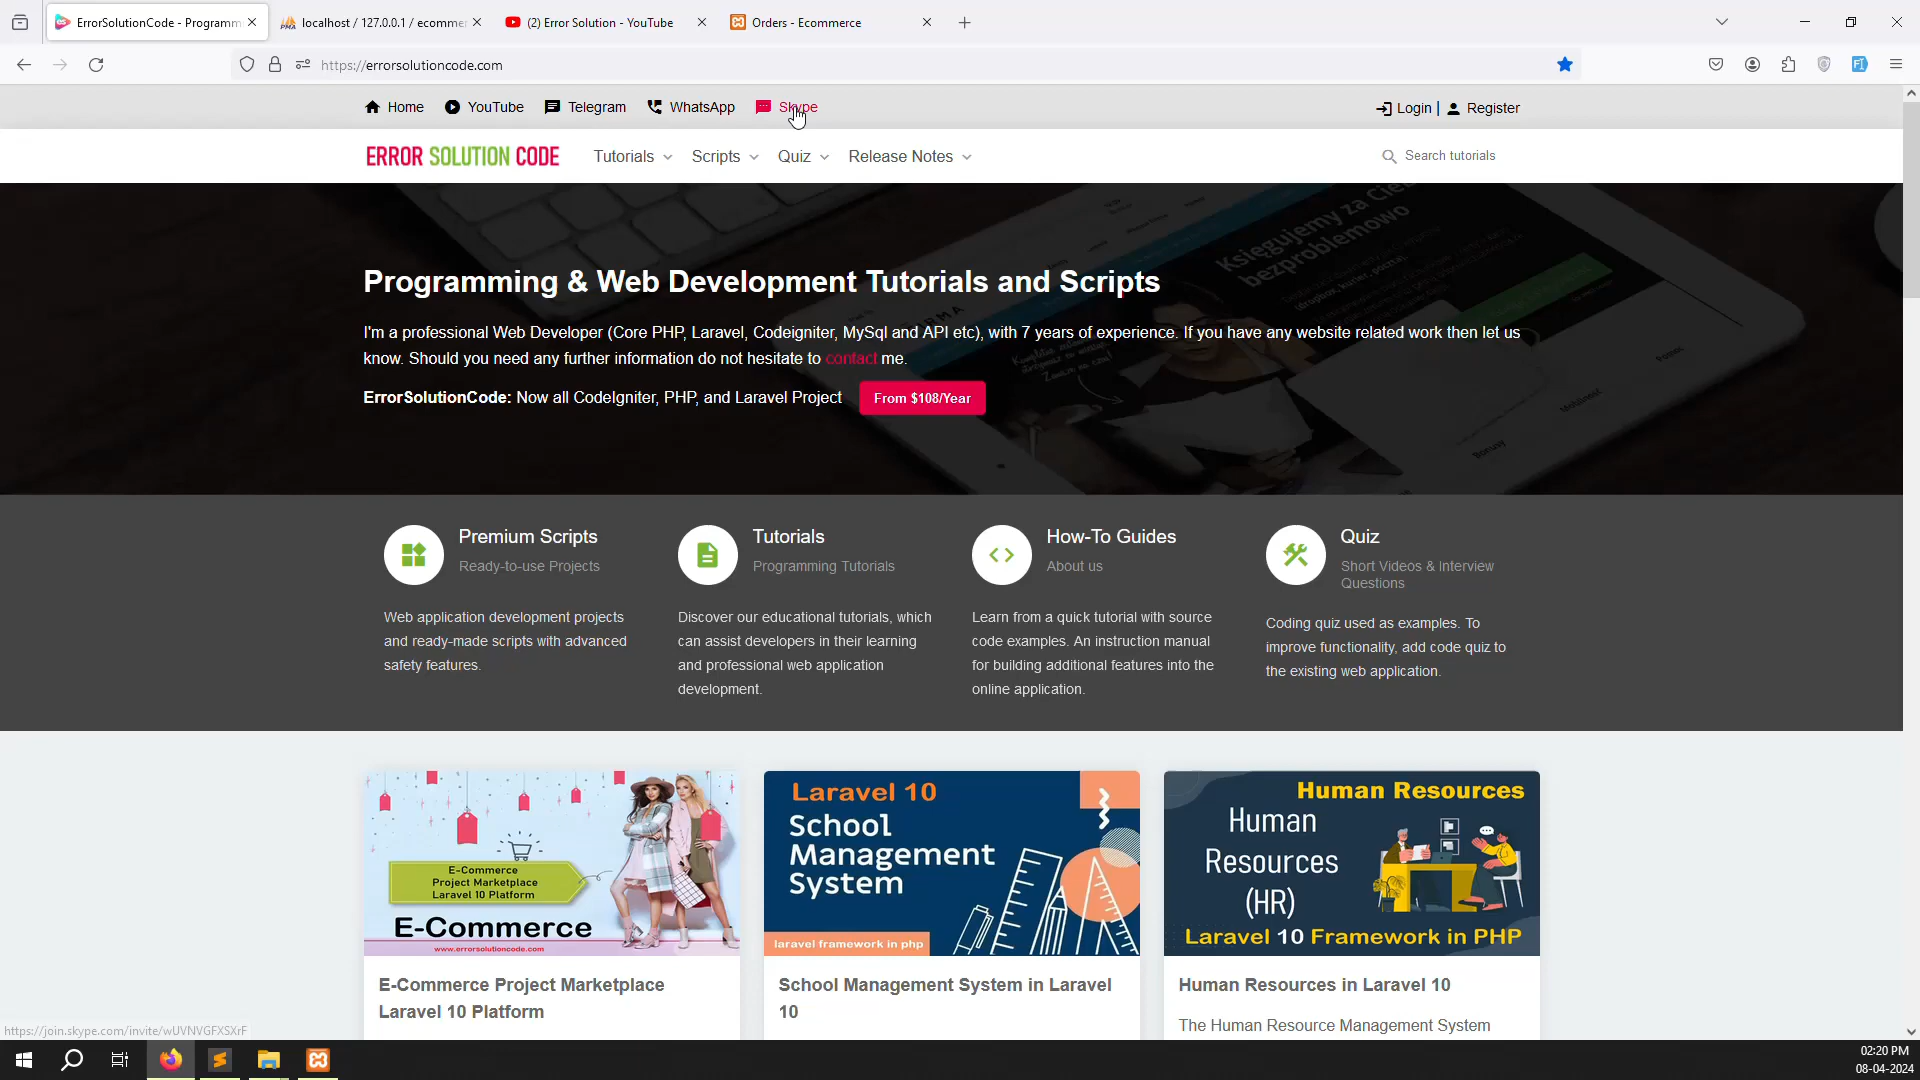 ErrorSolutionCode - Programm
localhost / 127.0.0.1 / ecomme
(2) Error Solution - YouTube
Orders - Ecommerce
https://errorsolutioncode.com
Home
YouTube
Telegram
WhatsApp
Skype
Login |
Register
ERROR SOLUTION CODE
Tutorials
Scripts
Quiz
Release Notes
Search tutorials
Księgujemy za Cie
bezproblemowo
Programming & Web Development Tutorials and Scripts
I'm a professional Web Developer (Core PHP, Laravel, Codeigniter, MySql and API etc), with 7 years of experience. If you have any website related work then let us
know. Should you need any further information do not hesitate to contact me.
ErrorSolutionCode: Now all CodeIgniter, PHP, and Laravel Project
From $108/Year
Premium Scripts
Ready-to-use Projects
Web application development projects
and ready-made scripts with advanced
safety features.
Tutorials
Programming Tutorials
Discover our educational tutorials, which
can assist developers in their learning
and professional web application
development.
How-To Guides
About us
Learn from a quick tutorial with source
code examples. An instruction manual
for building additional features into the
online application.
Quiz
Short Videos & Interview
Questions
Coding quiz used as examples. To
improve functionality, add code quiz to
the existing web application.
E-Commerce
Project Marketplace
Laravel 10 Platform
E-Commerce
www.errorsolutioncode.com
Laravel 10
School
Management
System
laravel framework in php
Human Resources
Human
Resources
(HR)
Laravel 10 Framework in PHP
E-Commerce Project Marketplace
Laravel 10 Platform
School Management System in Laravel
10
Human Resources in Laravel 10
The Human Resource Management System
https://join.skype.com/invite/wUVNVGFXSXrF
02:20 PM
08-04-2024